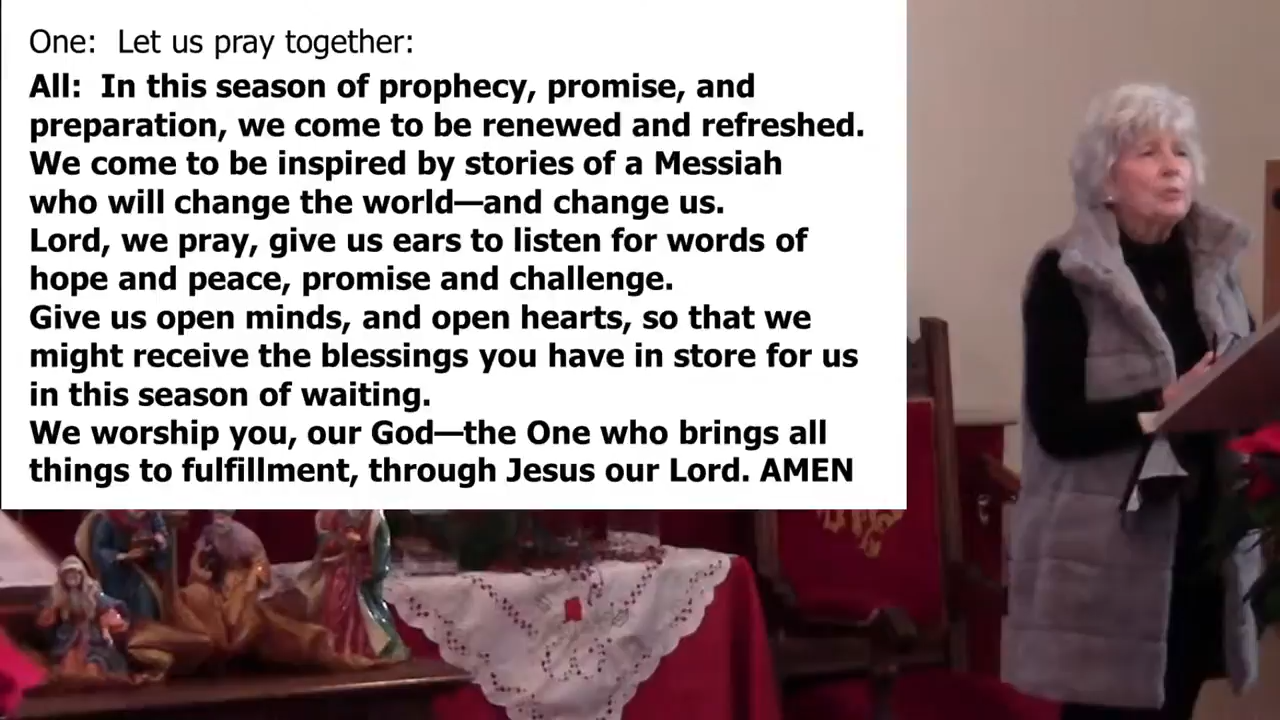 One:  Let us pray together:
All:  In this season of prophecy, promise, and
preparation, we come to be renewed and refreshed.
We come to be inspired by stories of a Messiah
who will change the world—and change us.
Lord, we pray, give us ears to listen for words of
hope and peace, promise and challenge.
Give us open minds, and open hearts, so that we
might receive the blessings you have in store for us
in this season of waiting.
We worship you, our God—the One who brings all
things to fulfillment, through Jesus our Lord. AMEN